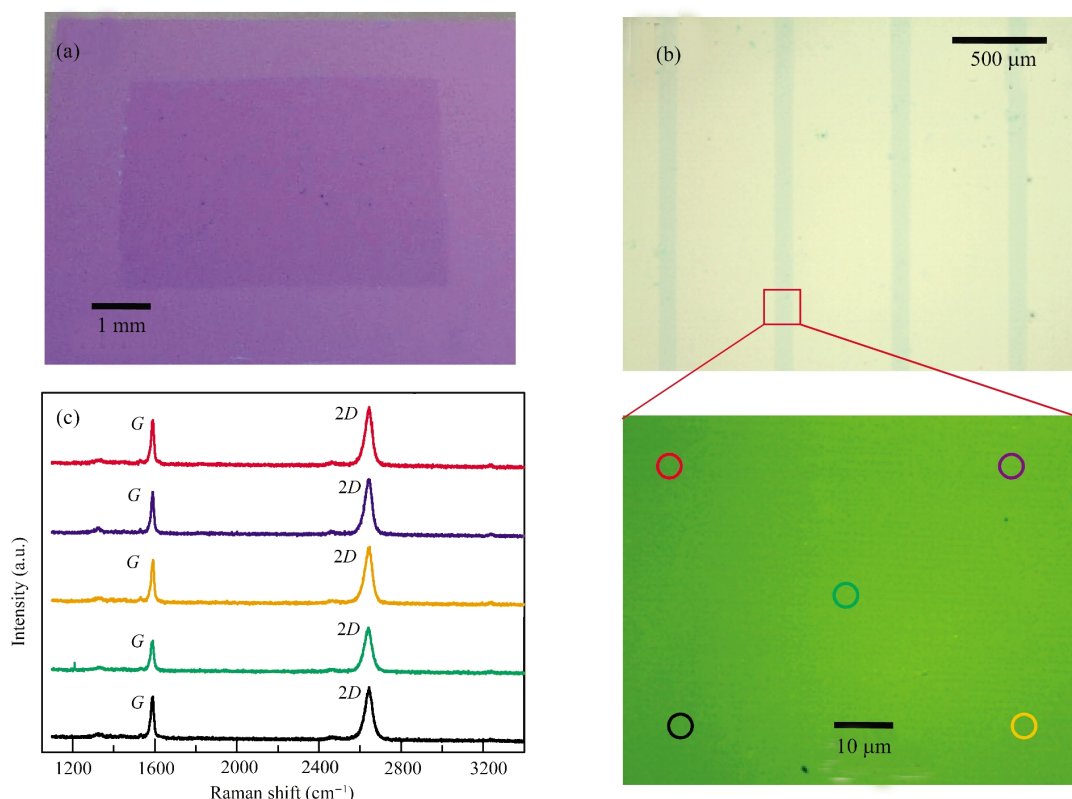 (a)
1 mm
(b)
500 μm
(c)
G
2D
G
2D
G
2D
G
2D
G
2D
Intensity (a.u.)
1200 1600 2000 2400 2800 3200
Raman shift (cm⁻¹)
10 μm